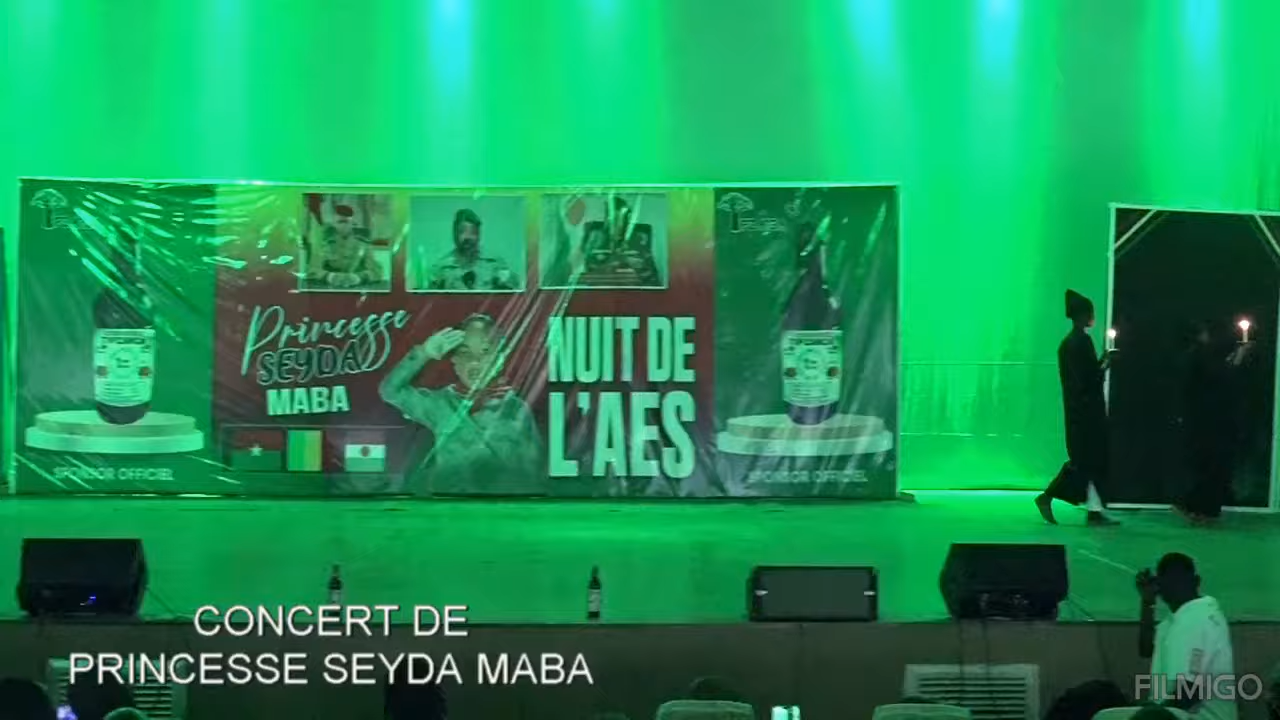 Princesse
SEYDA
MABA
NUIT DE
L'AES
SPONSOR OFFICIEL
SPONSOR OFFICIEL
CONCERT DE
PRINCESSE SEYDA MABA
FILMIGO